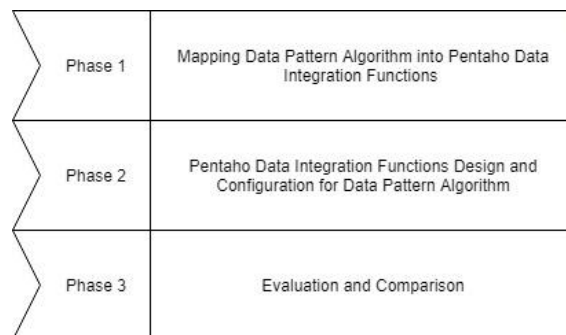 Phase 1
Mapping Data Pattern Algorithm into Pentaho Data
Integration Functions
Phase 2
Pentaho Data Integration Functions Design and
Configuration for Data Pattern Algorithm
Phase 3
Evaluation and Comparison